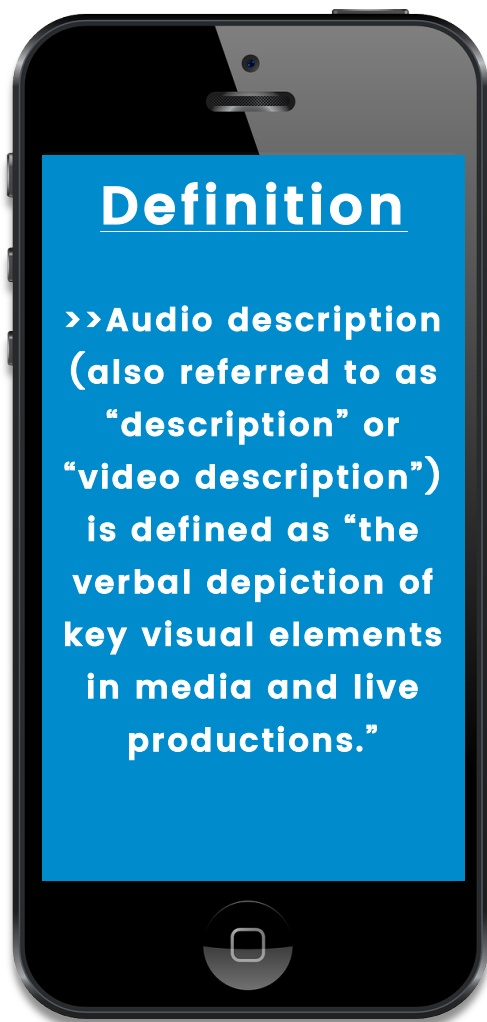 Definition
>>Audio description
(also referred to as
“description” or
“video description”)
is defined as “the
verbal depiction of
key visual elements
in media and live
productions.”